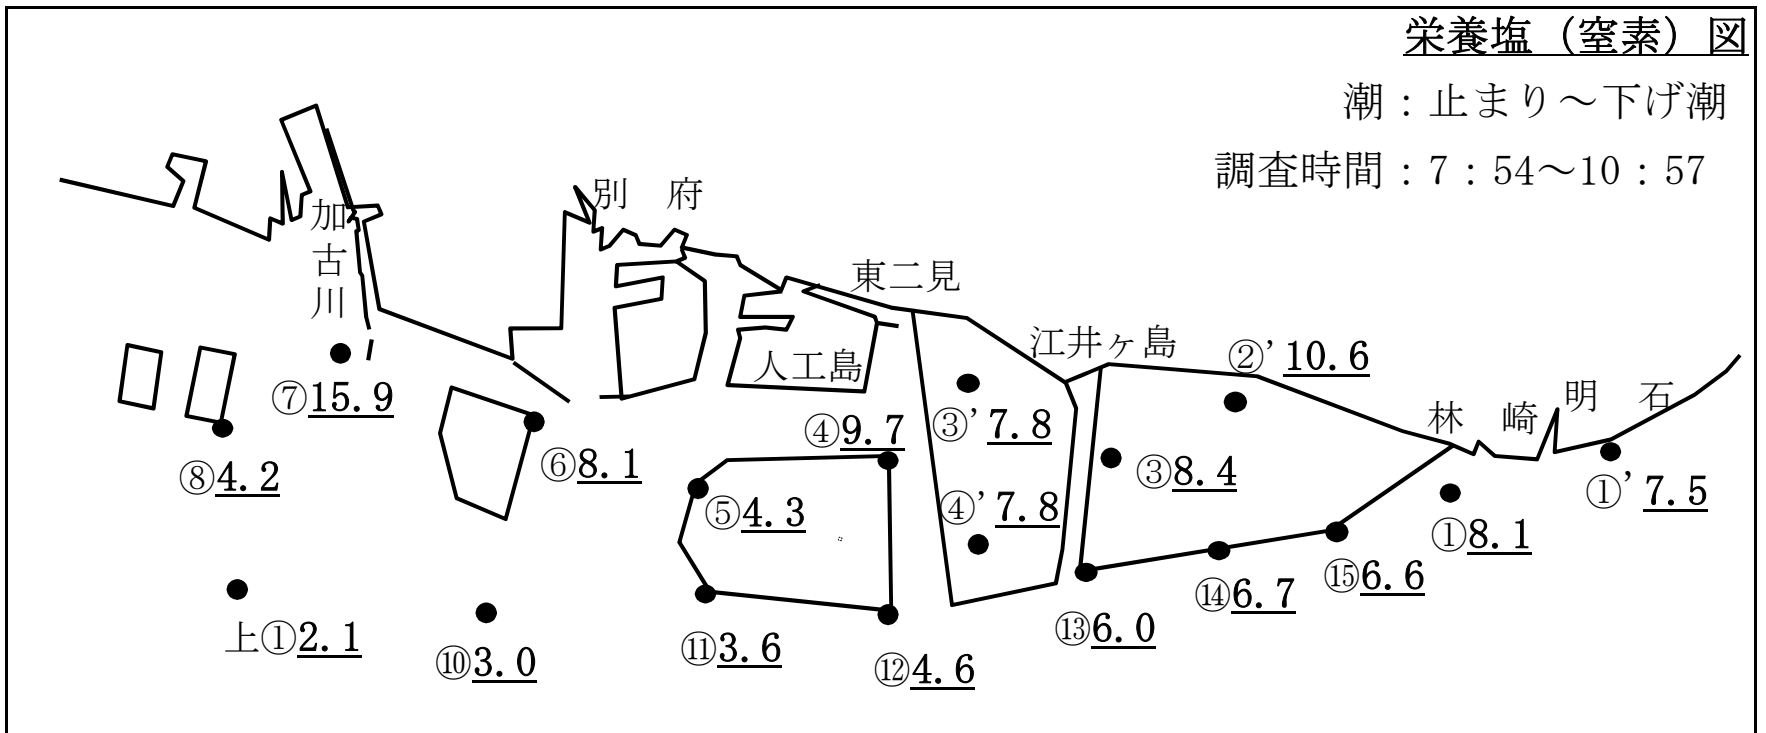 栄養塩（窒素）図
潮：止まり～下げ潮
調査時間：7：54～10：57
加古川
別　府
東二見
人工島
江井ヶ島
林　崎
明　石
②’10.6
⑦15.9
③’7.8
④9.7
⑥8.1
③8.4
⑧4.2
⑤4.3
④’7.8
①’7.5
①8.1
⑮6.6
⑭6.7
⑬6.0
上①2.1
⑩3.0
⑪3.6
⑫4.6